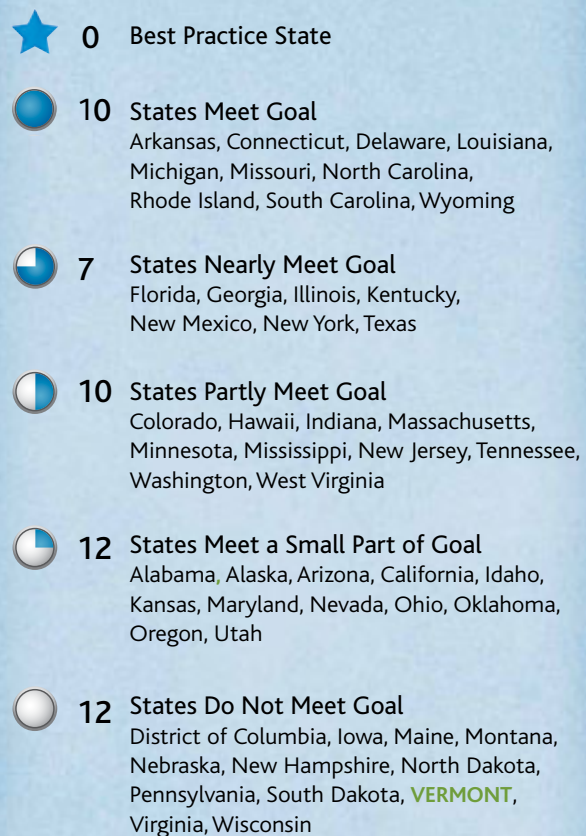 0 Best Practice State
10 States Meet Goal
Arkansas, Connecticut, Delaware, Louisiana,
Michigan, Missouri, North Carolina,
Rhode Island, South Carolina, Wyoming
7 States Nearly Meet Goal
Florida, Georgia, Illinois, Kentucky,
New Mexico, New York, Texas
10 States Partly Meet Goal
Colorado, Hawaii, Indiana, Massachusetts,
Minnesota, Mississippi, New Jersey, Tennessee,
Washington, West Virginia
12 States Meet a Small Part of Goal
Alabama, Alaska, Arizona, California, Idaho,
Kansas, Maryland, Nevada, Ohio, Oklahoma,
Oregon, Utah
12 States Do Not Meet Goal
District of Columbia, Iowa, Maine, Montana,
Nebraska, New Hampshire, North Dakota,
Pennsylvania, South Dakota, VERMONT,
Virginia, Wisconsin